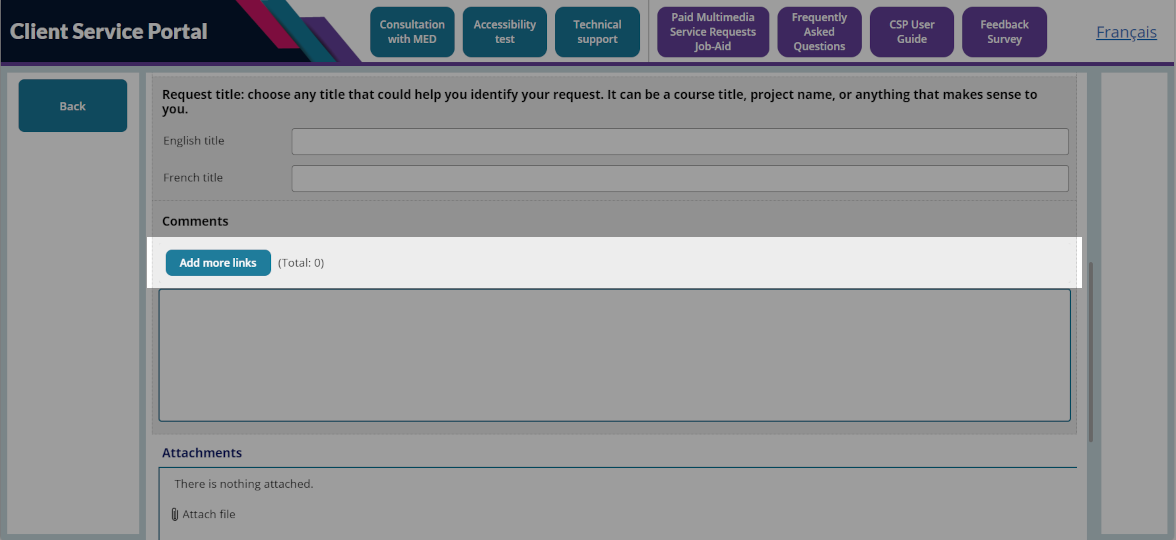 Client Service Portal
Consultation
with MED
Accessibility
test
Technical
support
Paid Multimedia
Service Requests
Job-Aid
Frequently
Asked
Questions
CSP User
Guide
Feedback
Survey
Français
Back
Request title: choose any title that could help you identify your request. It can be a course title, project name, or anything that makes sense to
you.
English title
French title
Comments
Add more links (Total: 0)
Attachments
There is nothing attached.
Attach file